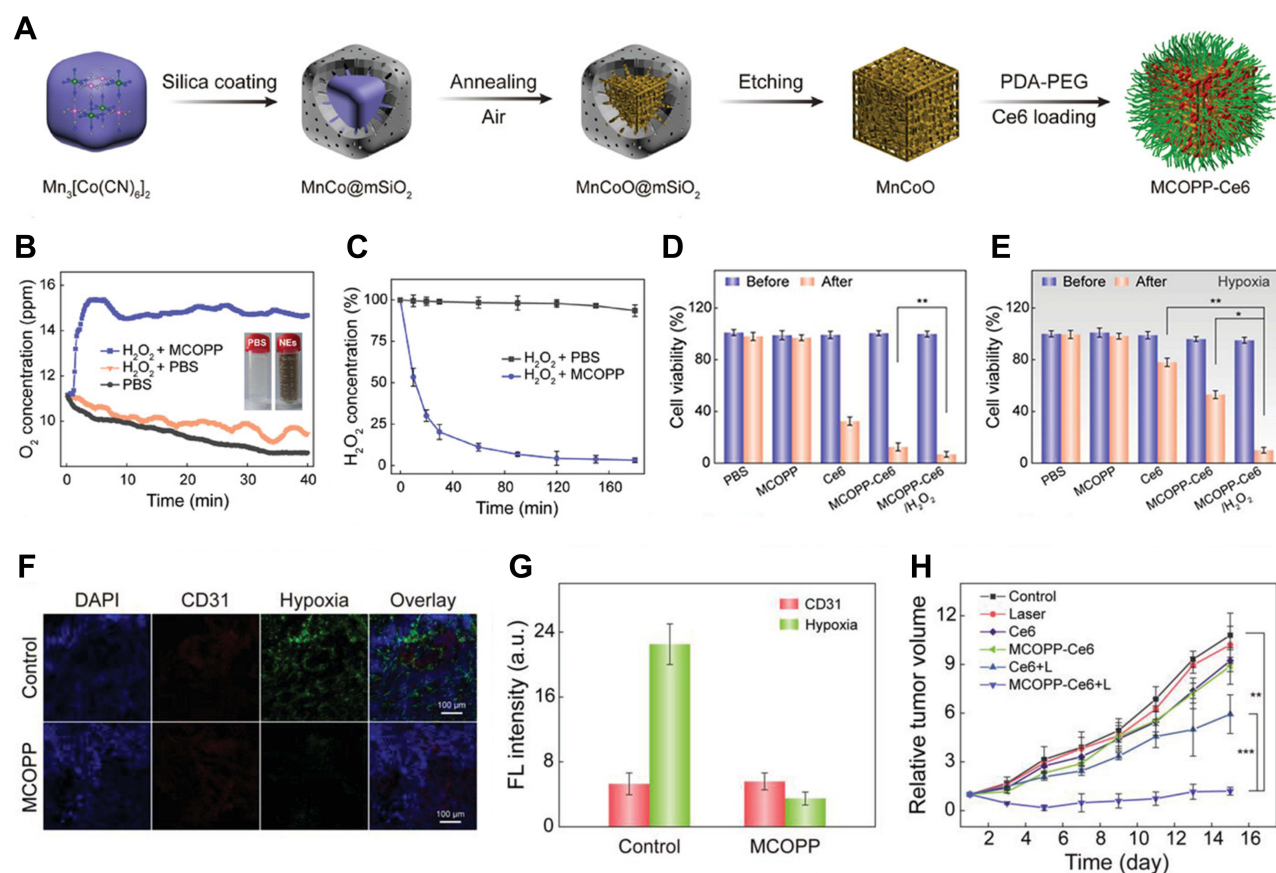 A
Silica coating
Annealing
Air
Etching
PDA-PEG
Ce6 loading
Mn₃[Co(CN)₆]₂
MnCo@mSiO₂
MnCoO@mSiO₂
MnCoO
MCOPP-Ce6
B
O₂ concentration (ppm)
16
14
12
10
H₂O₂ + MCOPP
H₂O₂ + PBS
PBS
PBS
NEs
0
10
20
30
40
Time (min)
C
H₂O₂ concentration (%)
100
75
50
25
0
H₂O₂ + PBS
H₂O₂ + MCOPP
0
40
80
120
160
Time (min)
D
Cell viability (%)
120
80
40
0
Before
After
**
PBS
MCOPP
Ce6
MCOPP-Ce6
MCOPP-Ce6
/H₂O₂
E
Cell viability (%)
120
80
40
0
Before
After
Hypoxia
**
*
PBS
MCOPP
Ce6
MCOPP-Ce6
MCOPP-Ce6
/H₂O₂
F
DAPI
CD31
Hypoxia
Overlay
Control
100 µm
MCOPP
100 µm
G
FL intensity (a.u.)
24
16
8
0
CD31
Hypoxia
Control
MCOPP
H
Relative tumor volume
12
9
6
3
0
Control
Laser
Ce6
MCOPP-Ce6
Ce6+L
MCOPP-Ce6+L
**
***
2
4
6
8
10
12
14
16
Time (day)